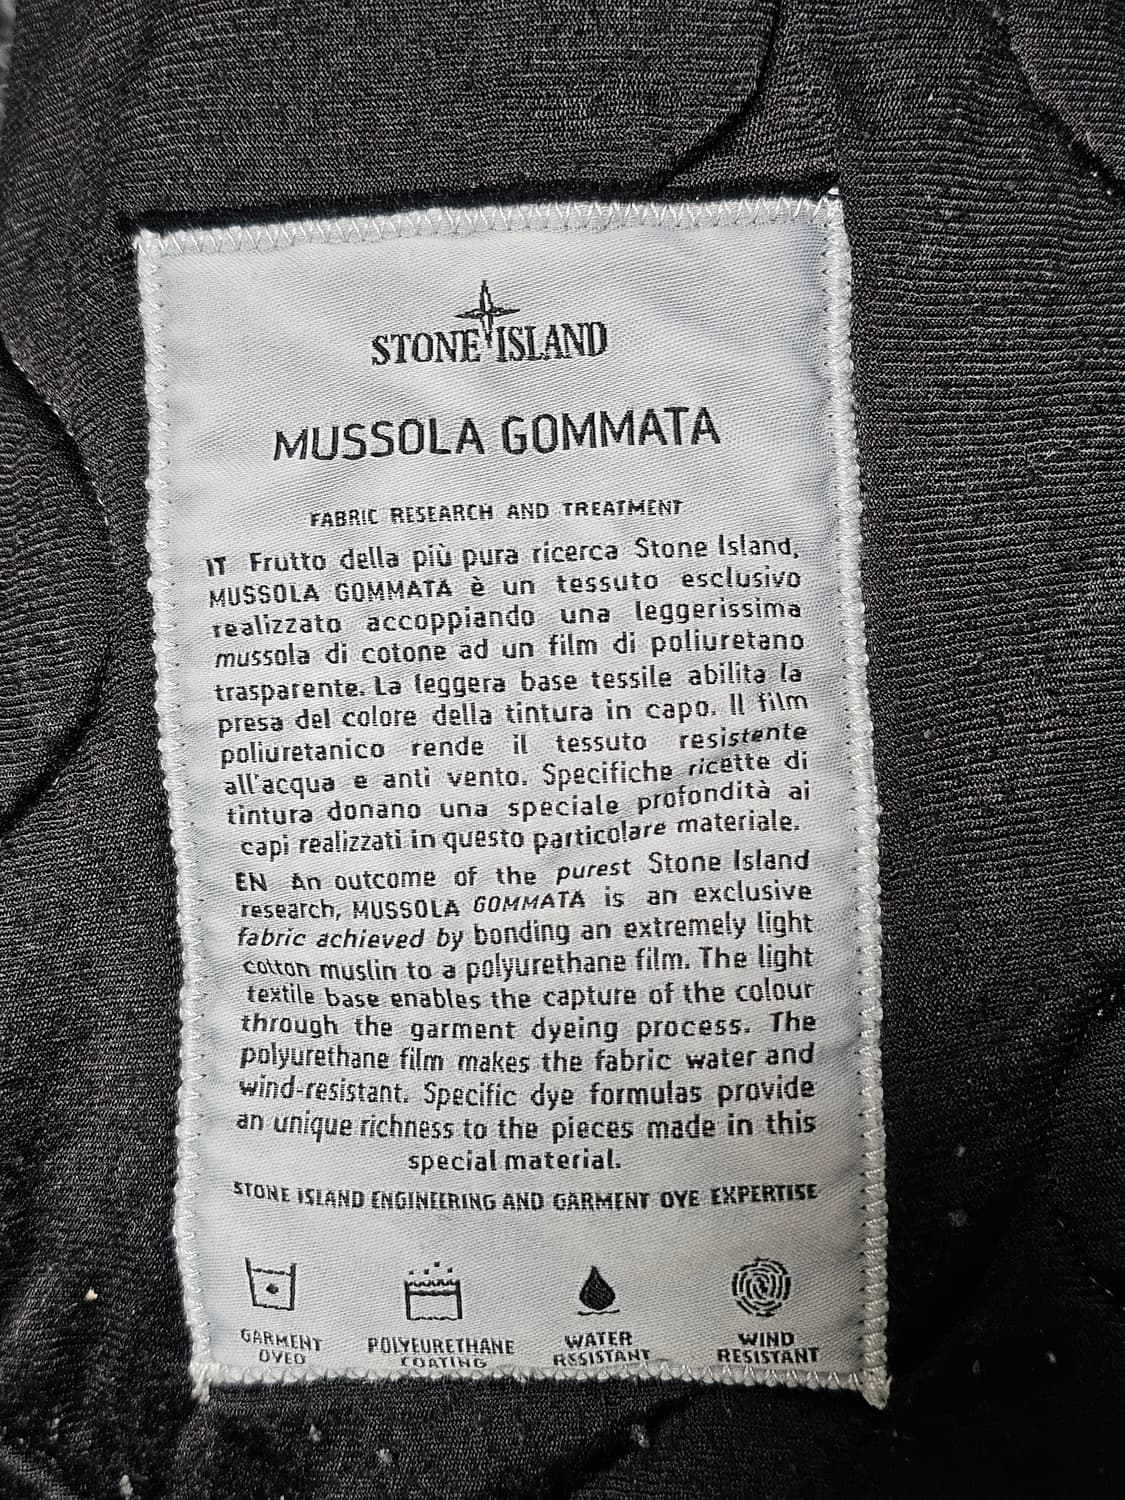 STONE ISLAND
MUSSOLA GOMMATA
FABRIC RESEARCH AND TREATMENT
IT Frutto della più pura ricerca Stone Island,
MUSSOLA GOMMATA è un tessuto esclusivo
realizzato accoppiando una leggerissima
mussola di cotone ad un film di poliuretano
trasparente. La leggera base tessile abilita la
presa del colore della tintura in capo. Il film
poliuretanico rende il tessuto resistente
all'acqua e anti vento. Specifiche ricette di
tintura donano una speciale profondità ai
capi realizzati in questo particolare materiale.
EN An outcome of the purest Stone Island
research, MUSSOLA GOMMATA is an exclusive
fabric achieved by bonding an extremely light
cotton muslin to a polyurethane film. The light
textile base enables the capture of the colour
through the garment dyeing process. The
polyurethane film makes the fabric water and
wind-resistant. Specific dye formulas provide
an unique richness to the pieces made in this
special material.
STONE ISLAND ENGINEERING AND GARMENT DYE EXPERTISE
GARMENT DYED
POLYEURETHANE COATING
WATER RESISTANT
WIND RESISTANT